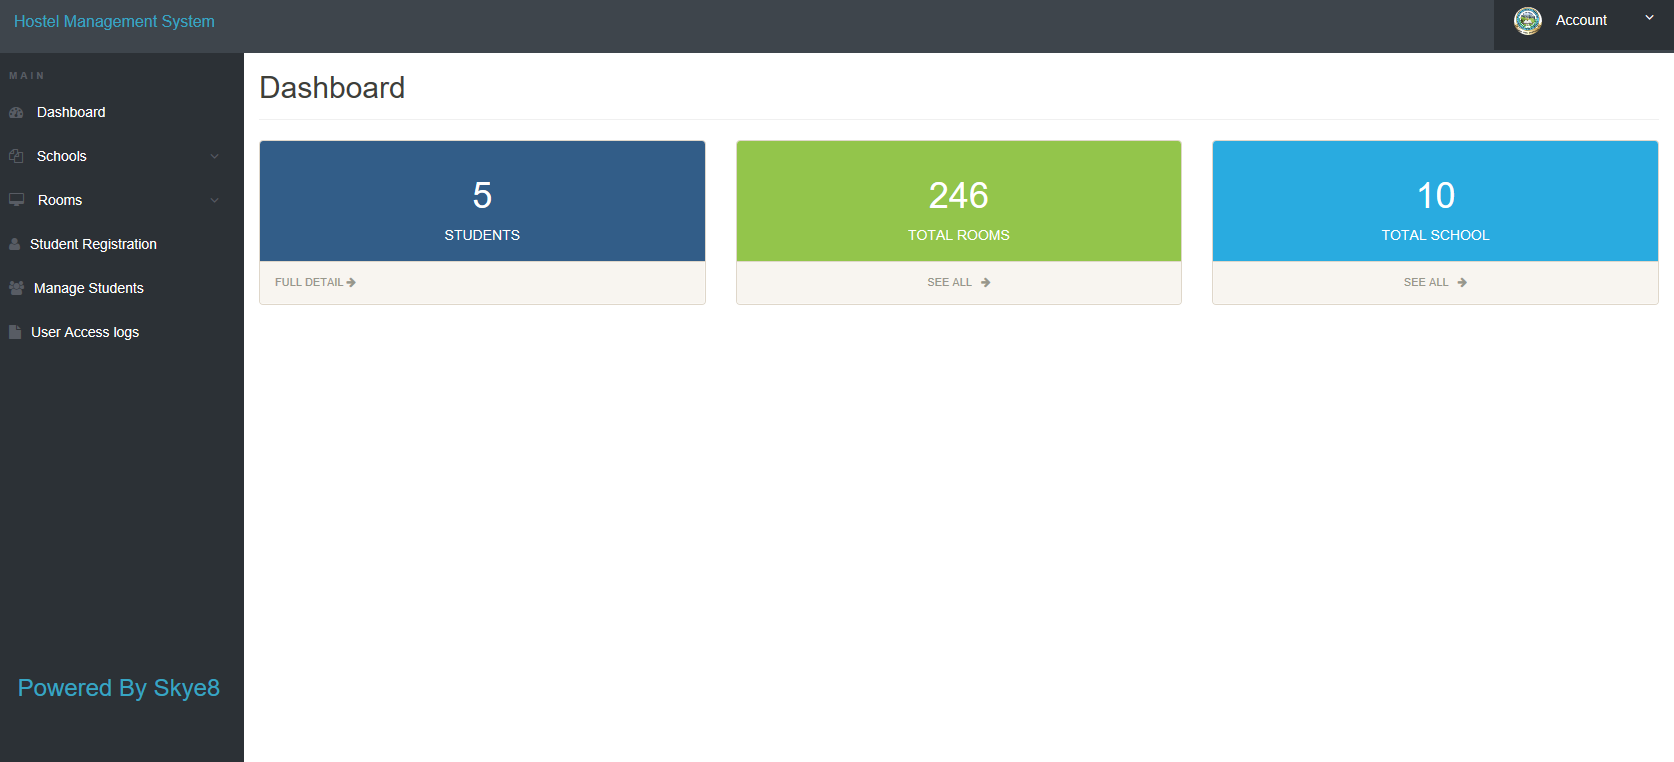 Hostel Management System
Account
MAIN
Dashboard
Schools
Rooms
Student Registration
Manage Students
User Access logs
Powered By Skye8
Dashboard
5
STUDENTS
FULL DETAIL
246
TOTAL ROOMS
SEE ALL
10
TOTAL SCHOOL
SEE ALL